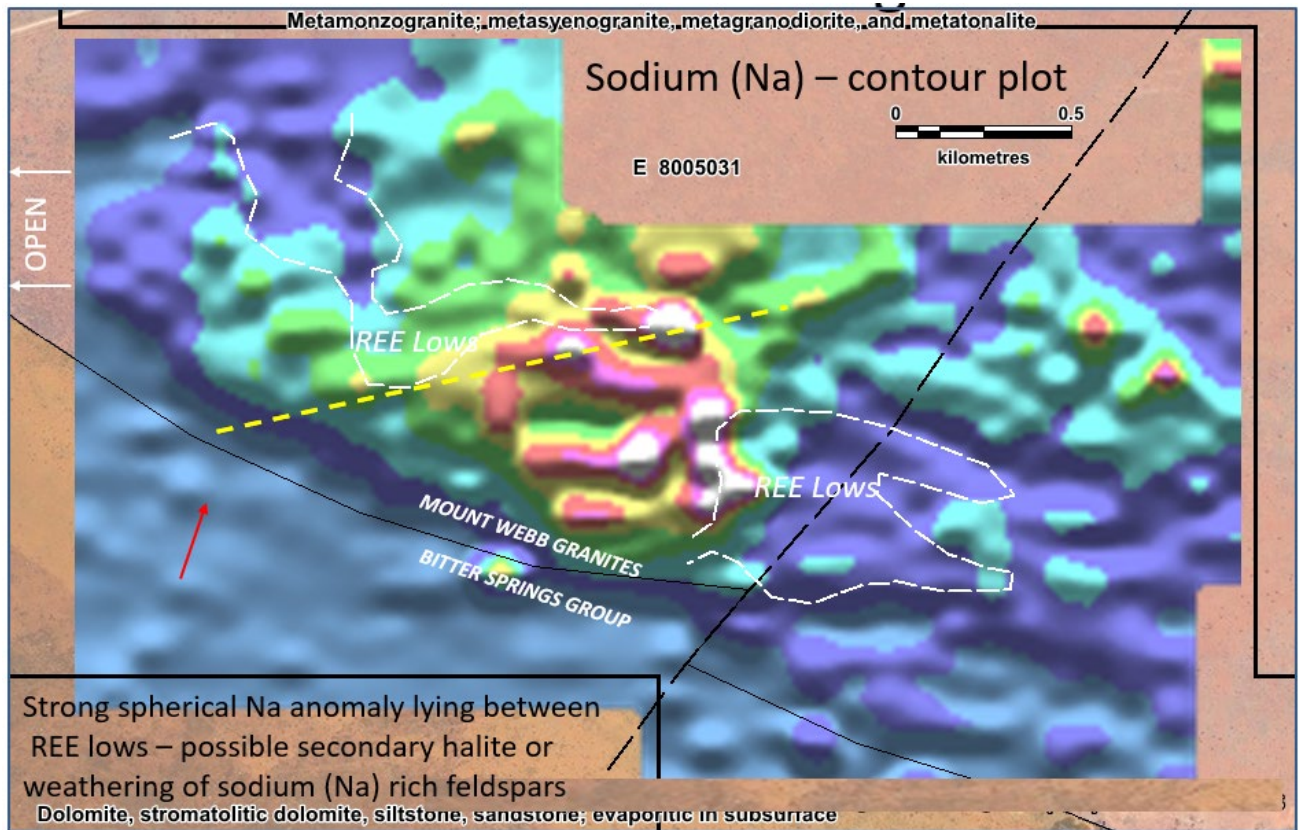 Metamonzogranite; metasyenogranite, metagranodiorite, and metatonalite
Sodium (Na) – contour plot
0 0.5
kilometres
E 8005031
OPEN
REE Lows
REE Lows
MOUNT WEBB GRANITES
BITTER SPRINGS GROUP
Strong spherical Na anomaly lying between
REE lows – possible secondary halite or
weathering of sodium (Na) rich feldspars
Dolomite, stromatolitic dolomite, siltstone, sandstone; evaporitic in subsurface